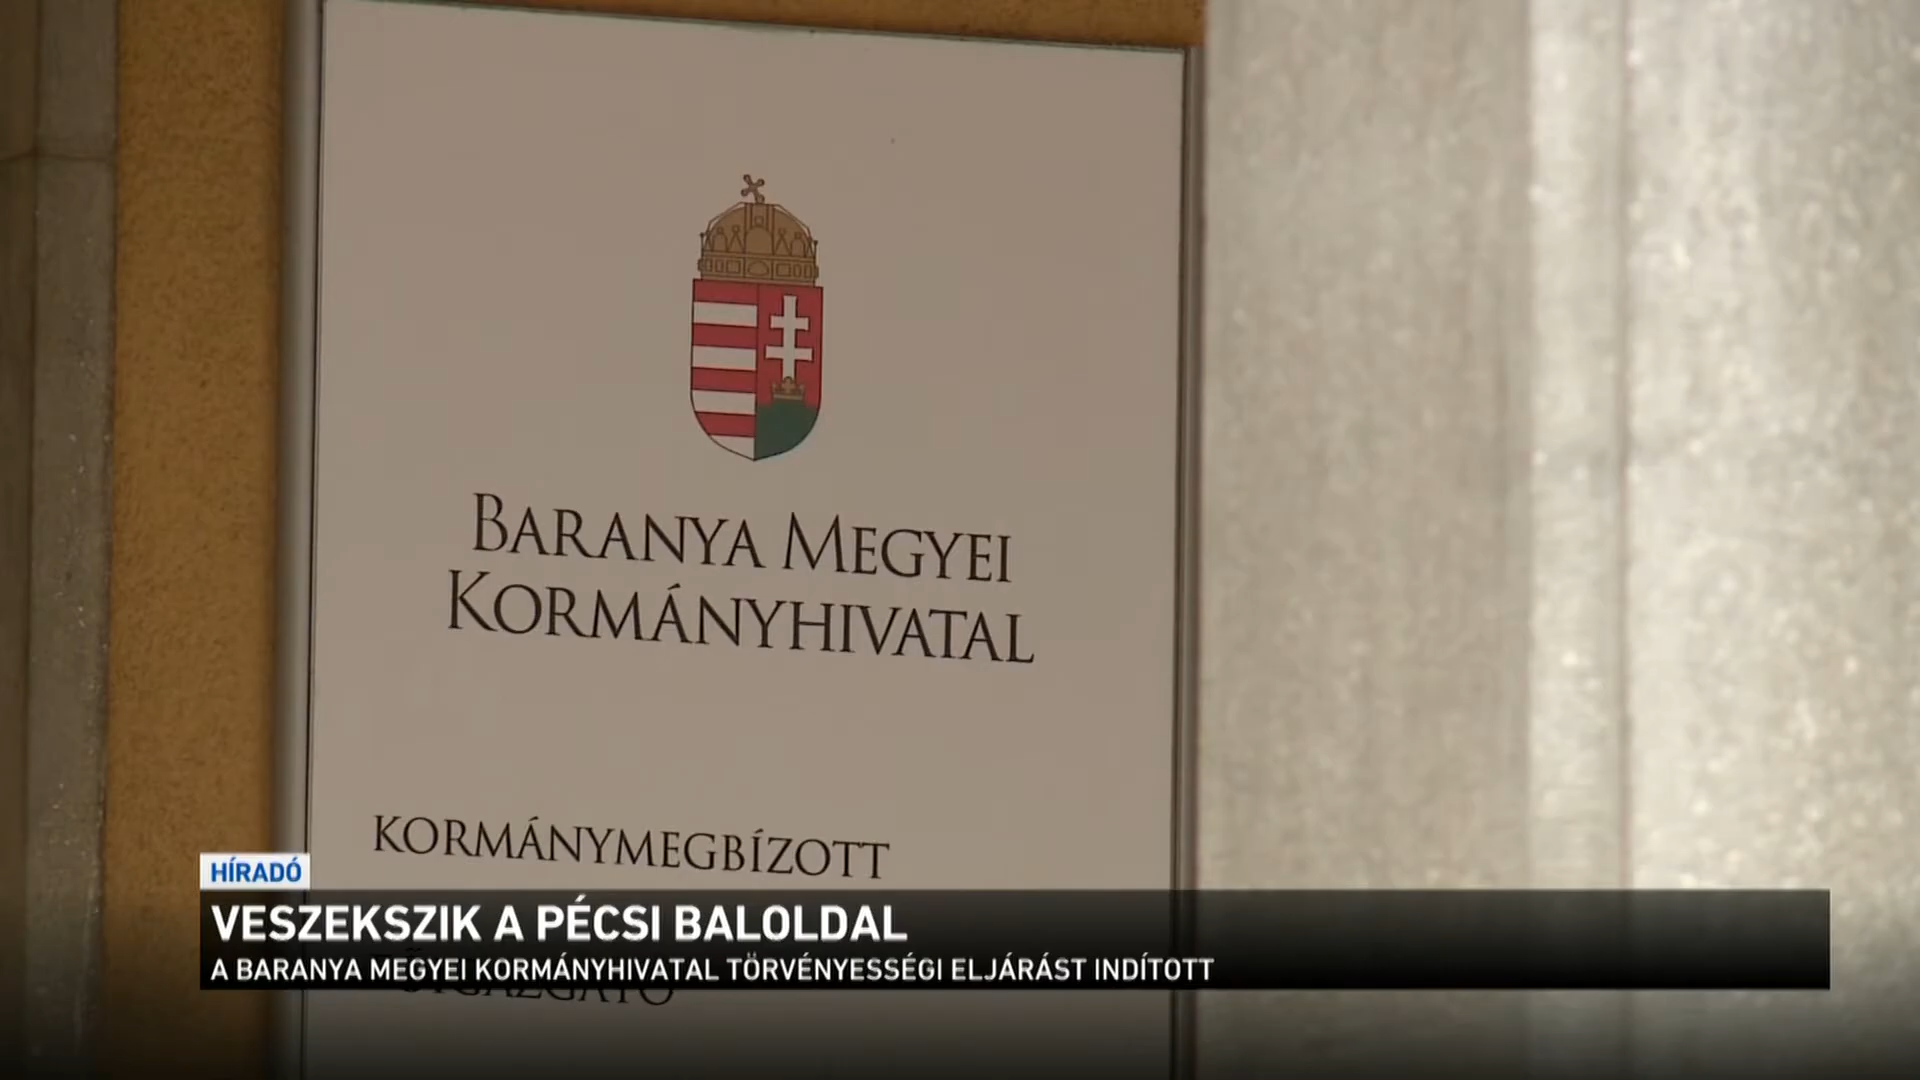 BARANYA MEGYEI
KORMÁNYHIVATAL
KORMÁNYMEGBÍZOTT
HÍRADÓ
VESZEKSZIK A PÉCSI BALOLDAL
A BARANYA MEGYEI KORMÁNYHIVATAL TÖRVÉNYESSÉGI ELJÁRÁST INDÍTOTT